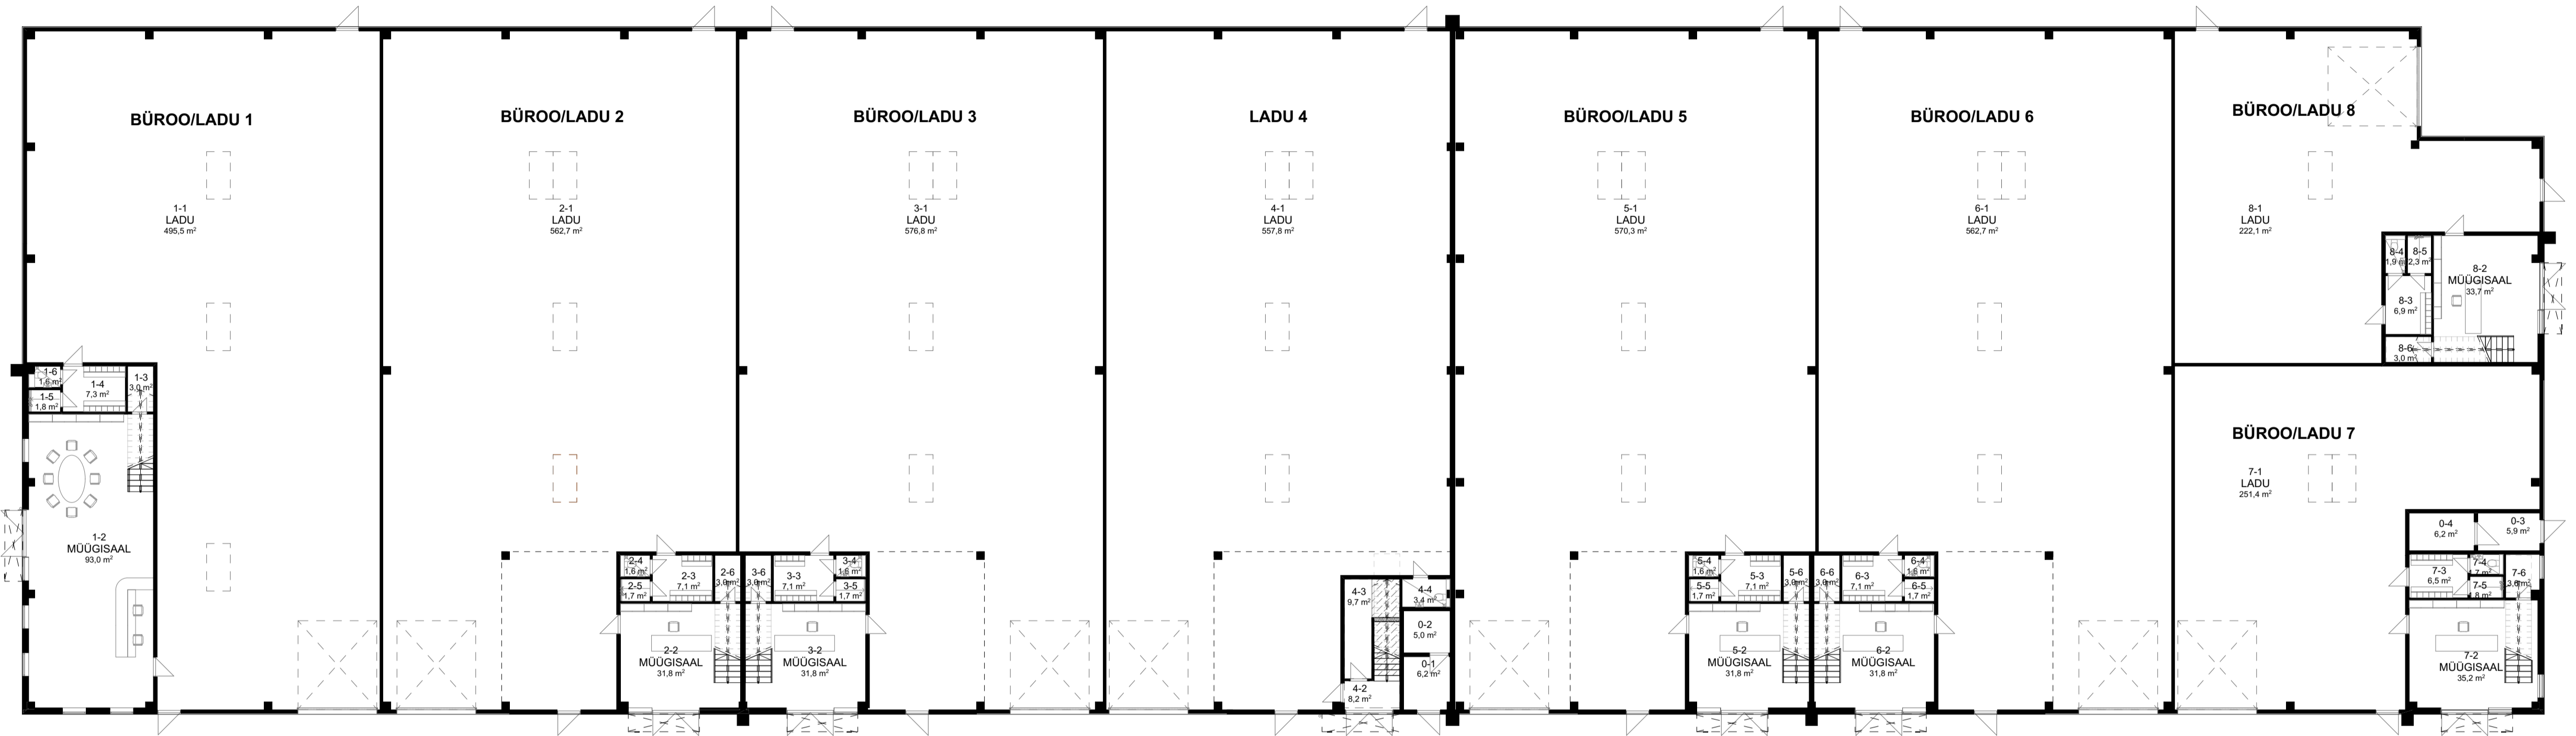 BÜROO/LADU 1
BÜROO/LADU 2
BÜROO/LADU 3
LADU 4
BÜROO/LADU 5
BÜROO/LADU 6
BÜROO/LADU 8
1-1
LADU
495,5 m²
2-1
LADU
562,7 m²
3-1
LADU
576,8 m²
4-1
LADU
557,8 m²
5-1
LADU
570,3 m²
6-1
LADU
562,7 m²
8-1
LADU
222,1 m²
8-4
1,9 m²
8-5
2,3 m²
8-2
MÜÜGISAAL
33,7 m²
8-3
6,9 m²
8-6
3,0 m²
1-6
1,6 m²
1-5
1,8 m²
1-4
7,3 m²
1-3
3,0 m²
1-2
MÜÜGISAAL
93,0 m²
BÜROO/LADU 7
7-1
LADU
251,4 m²
0-4
6,2 m²
0-3
5,9 m²
2-4
1,6 m²
2-5
1,7 m²
2-3
7,1 m²
2-6
3,0 m²
2-2
MÜÜGISAAL
31,8 m²
3-6
3,0 m²
3-3
7,1 m²
3-4
1,6 m²
3-5
1,7 m²
3-2
MÜÜGISAAL
31,8 m²
4-3
9,7 m²
4-4
3,4 m²
0-2
5,0 m²
0-1
6,2 m²
4-2
8,2 m²
5-4
1,6 m²
5-5
1,7 m²
5-3
7,1 m²
5-6
3,0 m²
5-2
MÜÜGISAAL
31,8 m²
6-6
3,0 m²
6-3
7,1 m²
6-4
1,6 m²
6-5
1,7 m²
6-2
MÜÜGISAAL
31,8 m²
7-3
6,5 m²
7-4
1,7 m²
7-5
1,8 m²
7-6
7-2
MÜÜGISAAL
35,2 m²